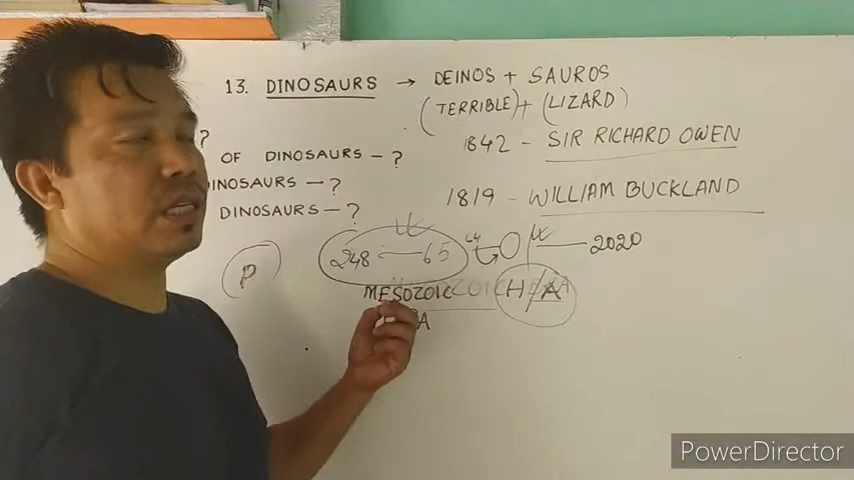 13. DINOSAURS → DEINOS + SAUROS
(TERRIBLE) + (LIZARD)
?
1842 - SIR RICHARD OWEN
OF DINOSAURS - ?
DINOSAURS - ?
1819 - WILLIAM BUCKLAND
DINOSAURS - ?
248 65 2020
P
MESOZOIC H/A
PowerDirector